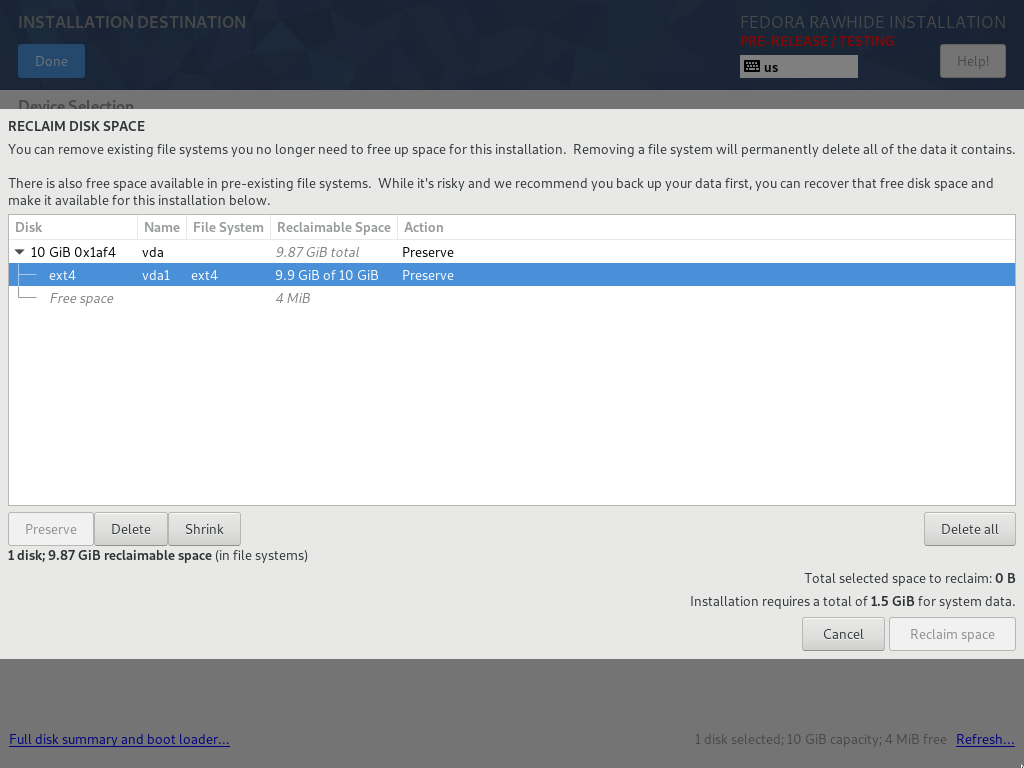 INSTALLATION DESTINATION
FEDORA RAWHIDE INSTALLATION
PRE-RELEASE / TESTING
Done
us
Help!
Device Selection
RECLAIM DISK SPACE
You can remove existing file systems you no longer need to free up space for this installation.  Removing a file system will permanently delete all of the data it contains.
There is also free space available in pre-existing file systems.  While it's risky and we recommend you back up your data first, you can recover that free disk space and
make it available for this installation below.
Disk Name File System Reclaimable Space Action
10 GiB 0x1af4 vda 9.87 GiB total Preserve
ext4 vda1 ext4 9.9 GiB of 10 GiB Preserve
Free space 4 MiB
Preserve Delete Shrink Delete all
1 disk; 9.87 GiB reclaimable space (in file systems)
Total selected space to reclaim: 0 B
Installation requires a total of 1.5 GiB for system data.
Cancel Reclaim space
Full disk summary and boot loader... 1 disk selected; 10 GiB capacity; 4 MiB free Refresh...